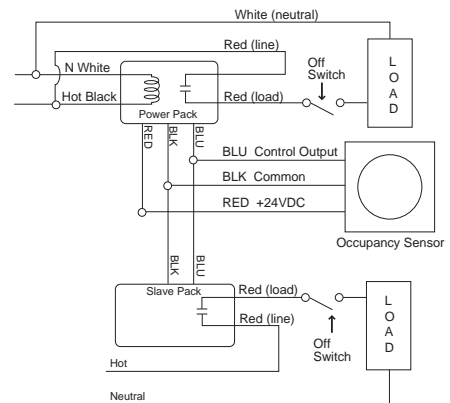 White (neutral)
Red (line)
N White
Hot Black
Power Pack
Red (load)
Off
Switch
L
O
A
D
RED
BLK
BLU
BLU Control Output
BLK Common
RED +24VDC
Occupancy Sensor
BLK
BLU
Slave Pack
Red (load)
Red (line)
Off
Switch
L
O
A
D
Hot
Neutral